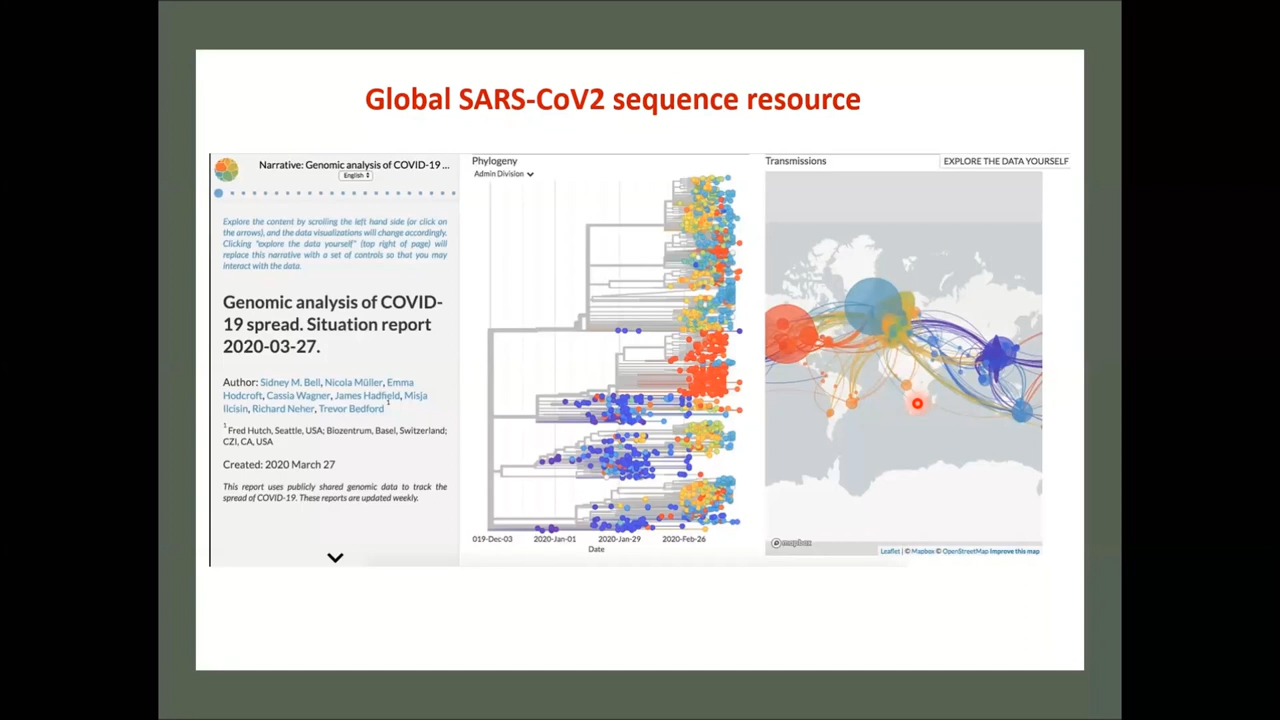 Global SARS-CoV2 sequence resource
Narrative: Genomic analysis of COVID-19 ...
English
Explore the content by scrolling the left hand side (or click on
the arrows), and the data visualizations will change accordingly.
Clicking "explore the data yourself" (top right of page) will
replace this narrative with a set of controls so that you may
interact with the data.
Genomic analysis of COVID-
19 spread. Situation report
2020-03-27.
Author: Sidney M. Bell, Nicola Müller, Emma
Hodcroft, Cassia Wagner, James Hadfield, Misja
Ilcisin, Richard Neher, Trevor Bedford 1
1 Fred Hutch, Seattle, USA; Biozentrum, Basel, Switzerland;
CZI, CA, USA
Created: 2020 March 27
This report uses publicly shared genomic data to track the
spread of COVID-19. These reports are updated weekly.
Phylogeny
Admin Division
019-Dec-03 2020-Jan-01 2020-Jan-29 2020-Feb-26
Date
Transmissions
EXPLORE THE DATA YOURSELF
mapbox
Leaflet | © Mapbox © OpenStreetMap Improve this map